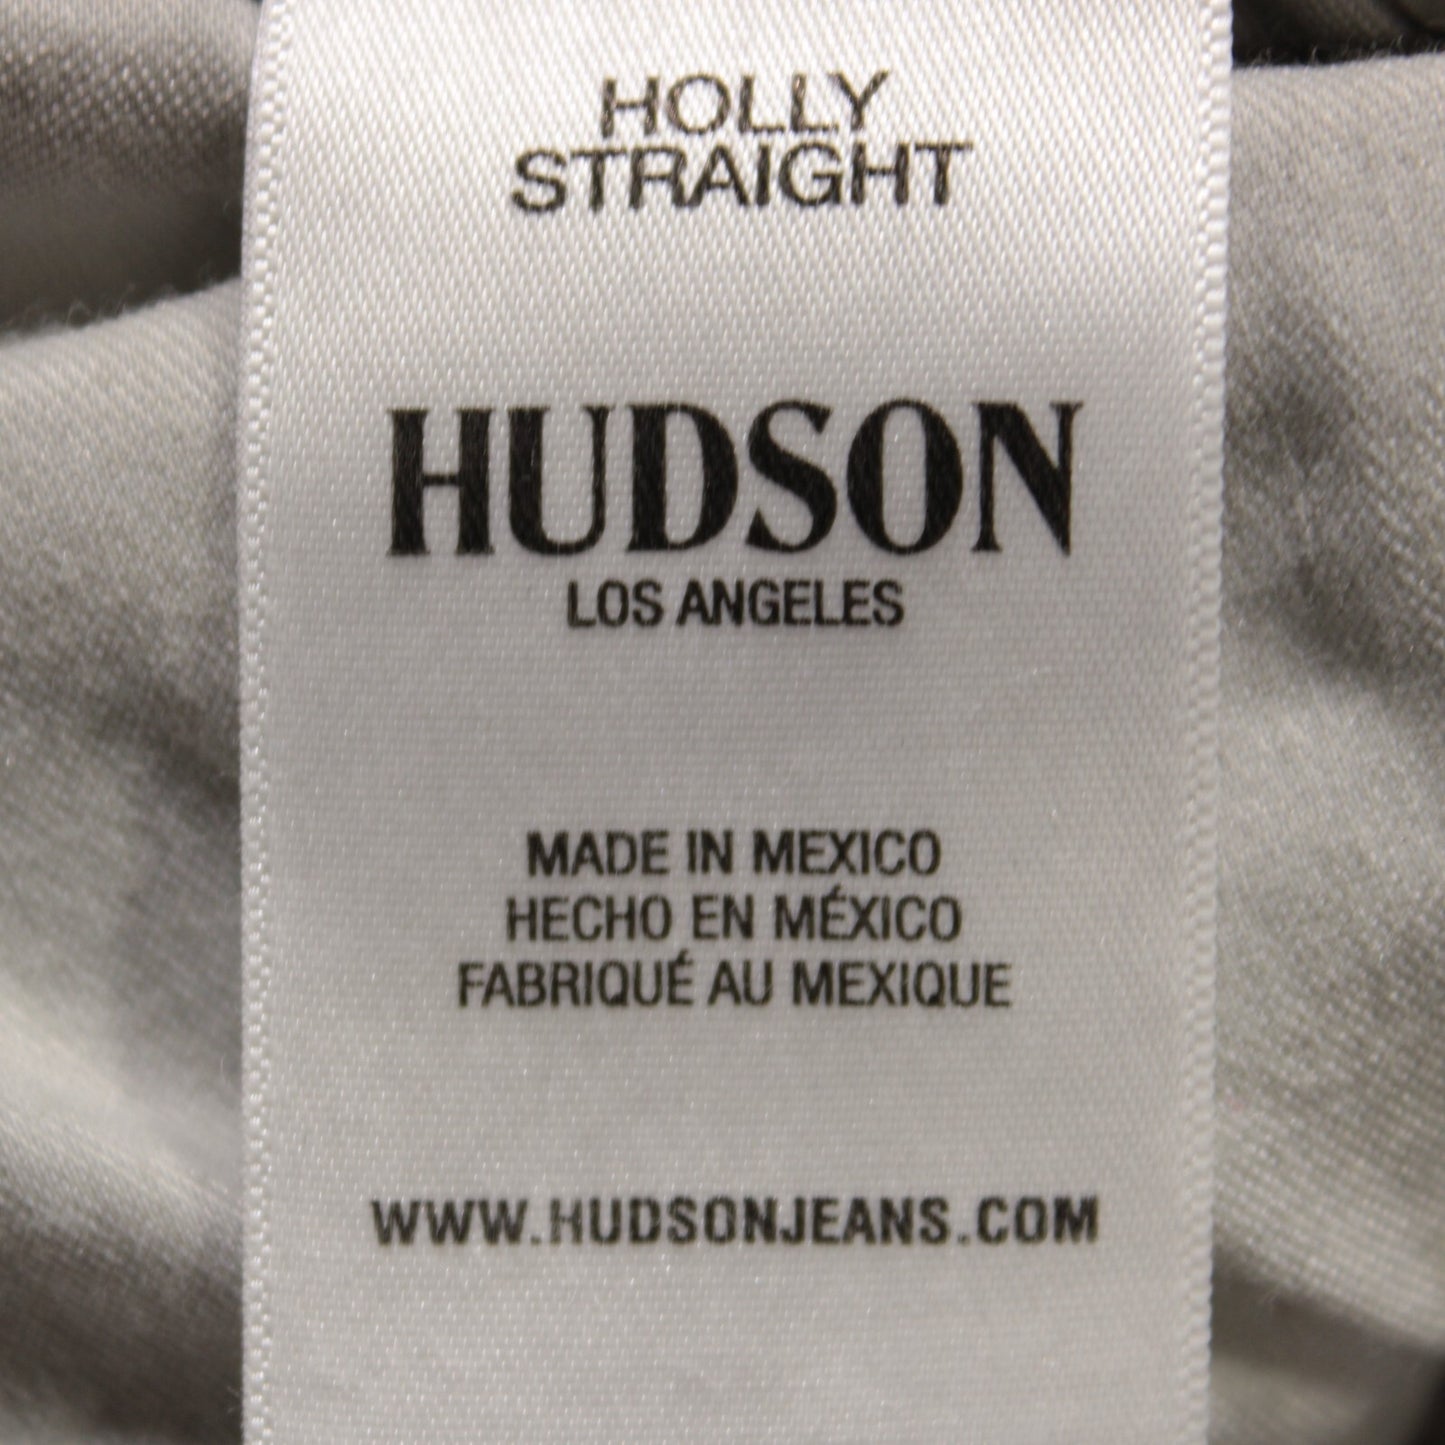 HOLLY
STRAIGHT
HUDSON
LOS ANGELES
MADE IN MEXICO
HECHO EN MÉXICO
FABRIQUÉ AU MEXIQUE
WWW.HUDSONJEANS.COM